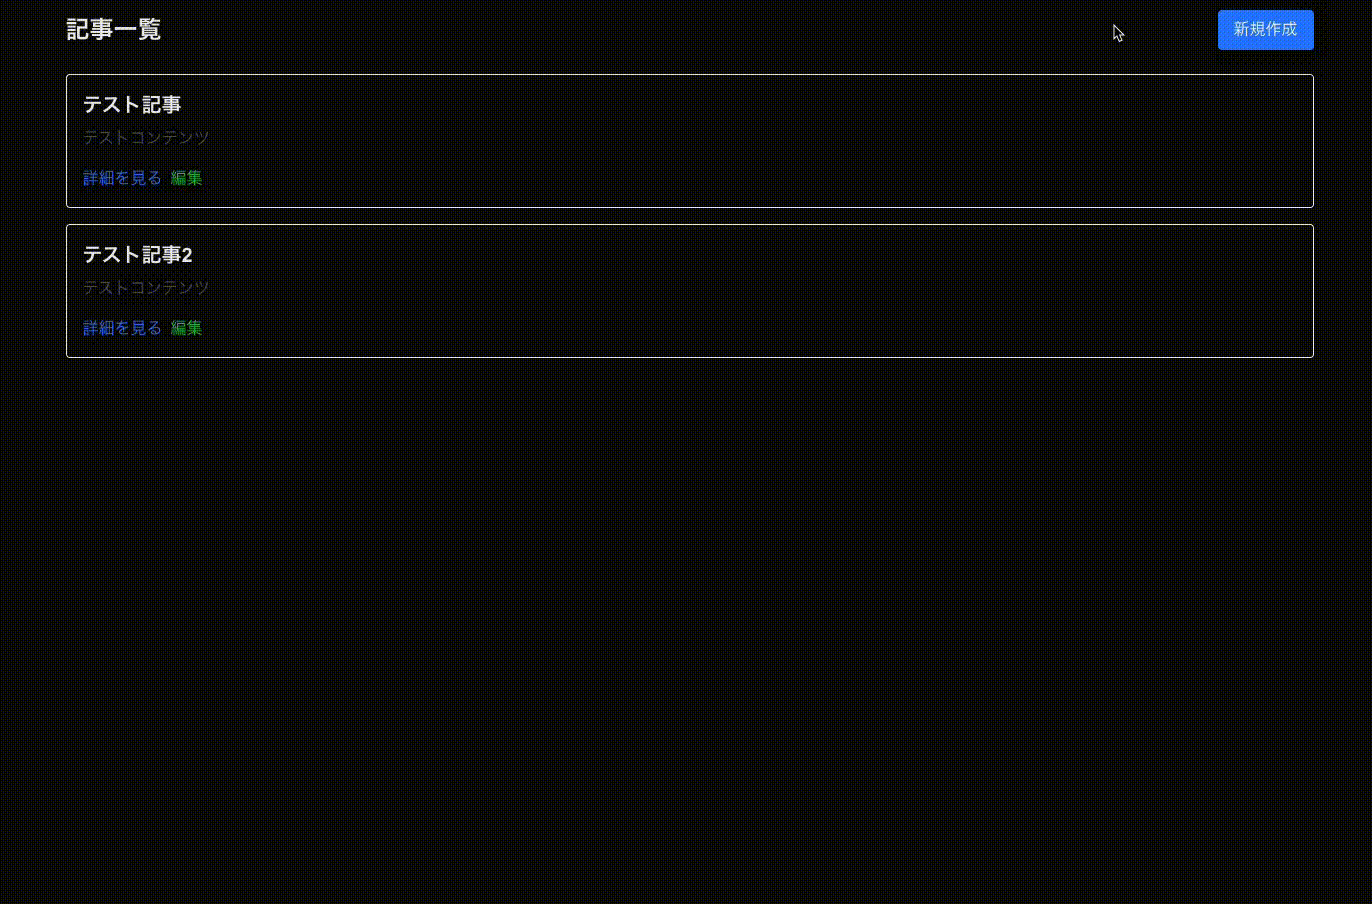 記事一覧
新規作成
テスト記事
テストコンテンツ
詳細を見る 編集
テスト記事2
テストコンテンツ
詳細を見る 編集